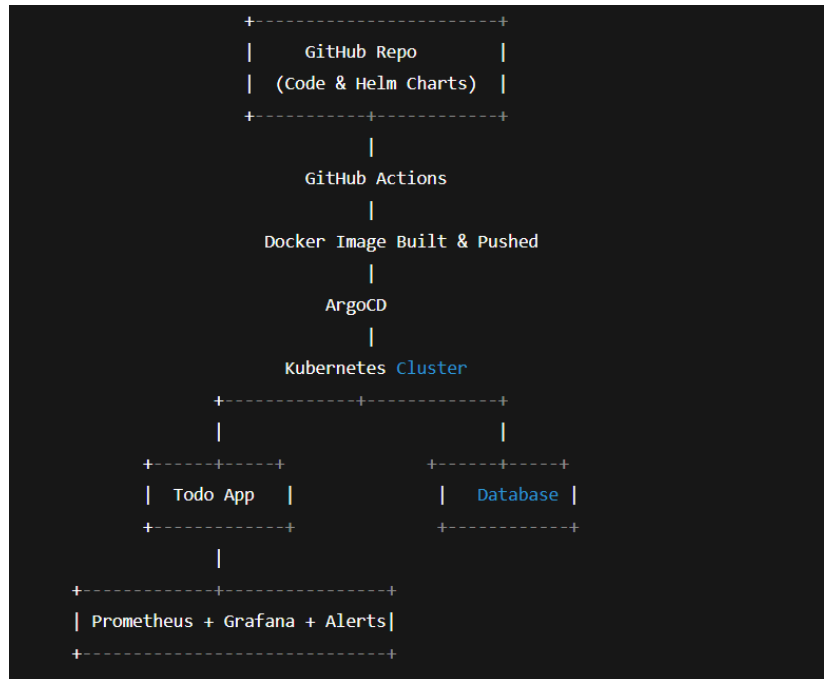 GitHub Repo
(Code & Helm Charts)
GitHub Actions
Docker Image Built & Pushed
ArgoCD
Kubernetes Cluster
Todo App
Database
Prometheus + Grafana + Alerts